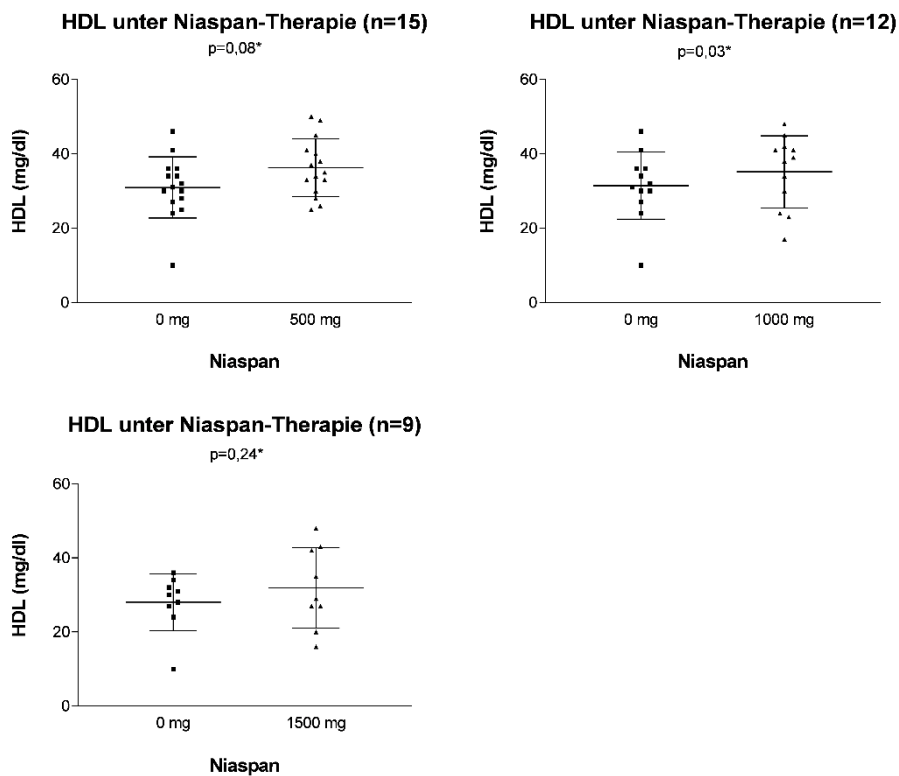 HDL unter Niaspan-Therapie (n=15)
p=0,08*
60
40
20
0
HDL (mg/dl)
0 mg 500 mg
Niaspan
HDL unter Niaspan-Therapie (n=12)
p=0,03*
60
40
20
0
HDL (mg/dl)
0 mg 1000 mg
Niaspan
HDL unter Niaspan-Therapie (n=9)
p=0,24*
60
40
20
0
HDL (mg/dl)
0 mg 1500 mg
Niaspan